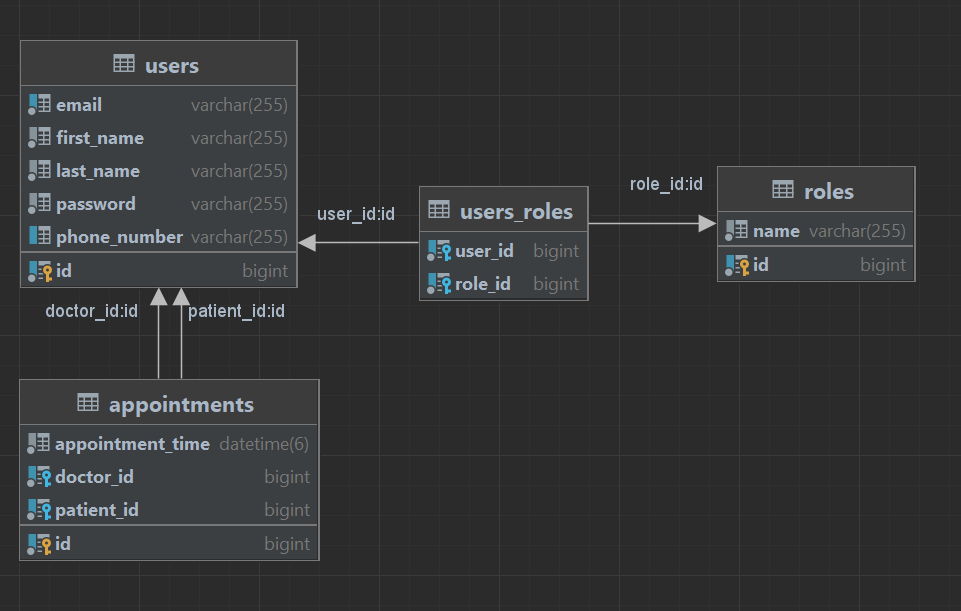 users
email varchar(255)
first_name varchar(255)
last_name varchar(255)
password varchar(255)
phone_number varchar(255)
id bigint
user_id:id
users_roles
user_id bigint
role_id bigint
role_id:id
roles
name varchar(255)
id bigint
doctor_id:id
patient_id:id
appointments
appointment_time datetime(6)
doctor_id bigint
patient_id bigint
id bigint